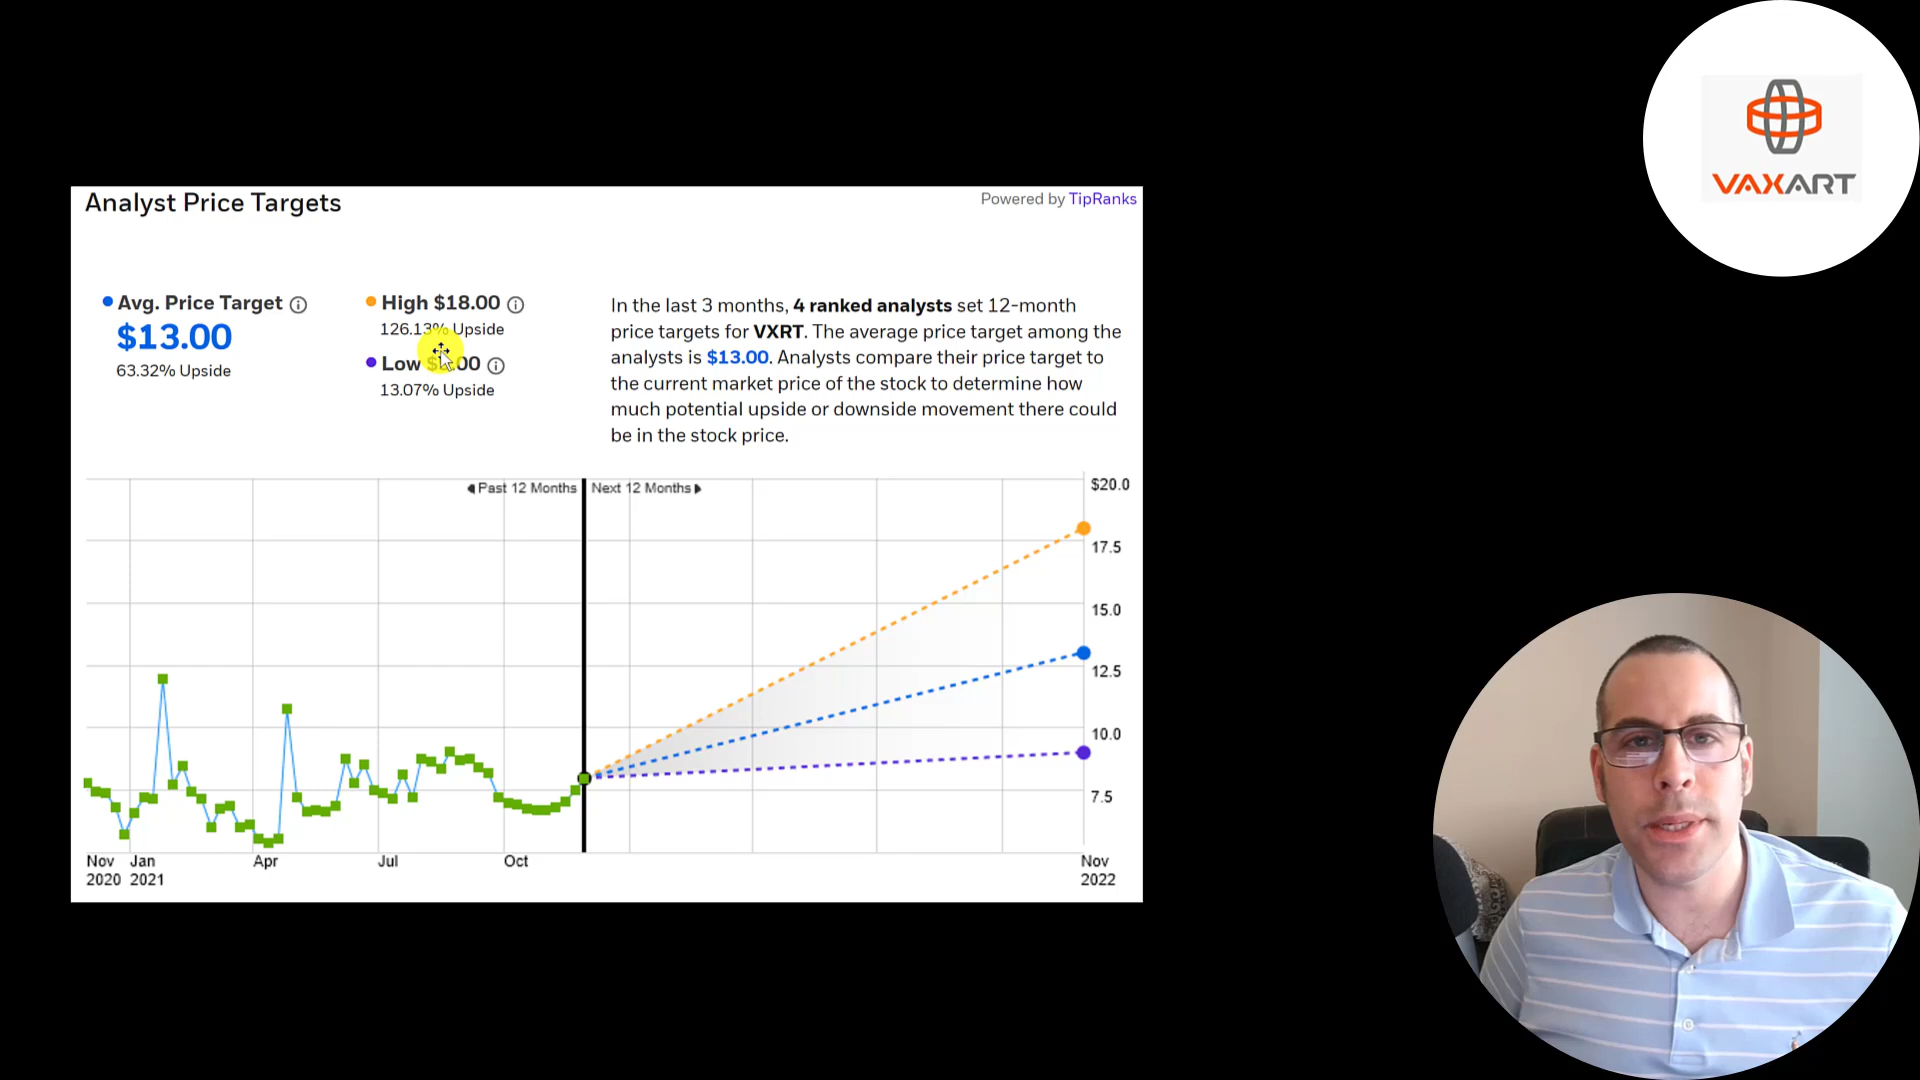 VAXART
Analyst Price Targets
Powered by TipRanks
Avg. Price Target
$13.00
63.32% Upside
High $18.00
126.13% Upside
Low
13.07% Upside
In the last 3 months, 4 ranked analysts set 12-month
price targets for VXRT. The average price target among the
analysts is $13.00. Analysts compare their price target to
the current market price of the stock to determine how
much potential upside or downside movement there could
be in the stock price.
Past 12 Months
Next 12 Months
$20.0
17.5
15.0
12.5
10.0
7.5
Nov
2020
Jan
2021
Apr
Jul
Oct
Nov
2022